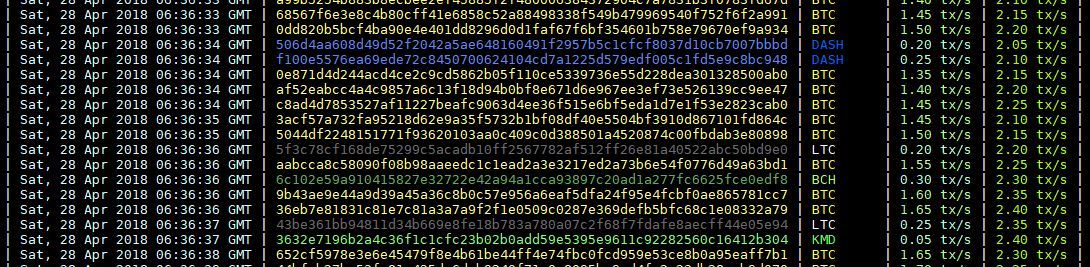 | Sat, 28 Apr 2018 06:36:33 GMT | BTC | 1.40 tx/s | 2.10 tx/s |
| Sat, 28 Apr 2018 06:36:33 GMT | 68567f6e3e8c4b80cff41e6858c52a88498338f549b479969540f752f6f2a991 | BTC | 1.45 tx/s | 2.15 tx/s |
| Sat, 28 Apr 2018 06:36:33 GMT | 0dd820b5bcf4ba90e4e401dd8296d0d1faf67f6bf354601b758e79670ef9a934 | BTC | 1.50 tx/s | 2.20 tx/s |
| Sat, 28 Apr 2018 06:36:34 GMT | 506d4aa608d49d52f2042a5ae648160491f2957b5c1cfcf8037d10cb7007bbbd | DASH | 0.20 tx/s | 2.05 tx/s |
| Sat, 28 Apr 2018 06:36:34 GMT | f100e5576ea69ede72c8450700624104cd7a1225d579edf005c1fd5e9c8bc948 | DASH | 0.25 tx/s | 2.10 tx/s |
| Sat, 28 Apr 2018 06:36:34 GMT | 0e871d4d244acd4ce2c9cd5862b05f110ce5339736e55d228dea301328500ab0 | BTC | 1.35 tx/s | 2.15 tx/s |
| Sat, 28 Apr 2018 06:36:34 GMT | af52eabcc4a4c9857a6c13f18d94b0bf8e671d6e967ee3ef73e526139cc9ee47 | BTC | 1.40 tx/s | 2.20 tx/s |
| Sat, 28 Apr 2018 06:36:34 GMT | c8ad4d7853527af11227beafc9063d4ee36f515e6bf5eda1d7e1f53e2823cab0 | BTC | 1.45 tx/s | 2.25 tx/s |
| Sat, 28 Apr 2018 06:36:35 GMT | 3acf57a732fa95218d62e9a35f5732b1bf08df40e5504bf3910d867101fd864c | BTC | 1.45 tx/s | 2.10 tx/s |
| Sat, 28 Apr 2018 06:36:35 GMT | 5044df2248151771f93620103aa0c409c0d388501a4520874c00fbdab3e80898 | BTC | 1.50 tx/s | 2.15 tx/s |
| Sat, 28 Apr 2018 06:36:36 GMT | 5f3c78cf168de75299c5acadb10ff2567782af512ff26e81a40522abc50bd9e0 | LTC | 0.20 tx/s | 2.20 tx/s |
| Sat, 28 Apr 2018 06:36:36 GMT | aabcca8c58090f08b98aaeedc1c1ead2a3e3217ed2a73b6e54f0776d49a63bd1 | BTC | 1.55 tx/s | 2.25 tx/s |
| Sat, 28 Apr 2018 06:36:36 GMT | 6c102e59a910415827e32722e42a94a1cca93897c20ad1a277fc6625fce0edf8 | BCH | 0.30 tx/s | 2.30 tx/s |
| Sat, 28 Apr 2018 06:36:36 GMT | 9b43ae9e44a9d39a45a36c8b0c57e956a6eaf5dfa24f95e4fcbf0ae865781cc7 | BTC | 1.60 tx/s | 2.35 tx/s |
| Sat, 28 Apr 2018 06:36:36 GMT | 36eb7e81831c81e7c81a3a7a9f2f1e0509c0287e369defb5bfc68c1e08332a79 | BTC | 1.65 tx/s | 2.40 tx/s |
| Sat, 28 Apr 2018 06:36:37 GMT | 43be361bb94811d34b669e8fe18b783a780a07c2f68f7fdafe8aecff44e05e94 | LTC | 0.25 tx/s | 2.35 tx/s |
| Sat, 28 Apr 2018 06:36:37 GMT | 3632e7196b2a4c36f1c1cfc23b02b0add59e5395e9611c92282560c16412b304 | KMD | 0.05 tx/s | 2.40 tx/s |
| Sat, 28 Apr 2018 06:36:38 GMT | 652cf5978e3e6e45479f8e4b61be44ff4e74fbc0fcd959e53ce8b0a95eaff7b1 | BTC | 1.65 tx/s | 2.30 tx/s |